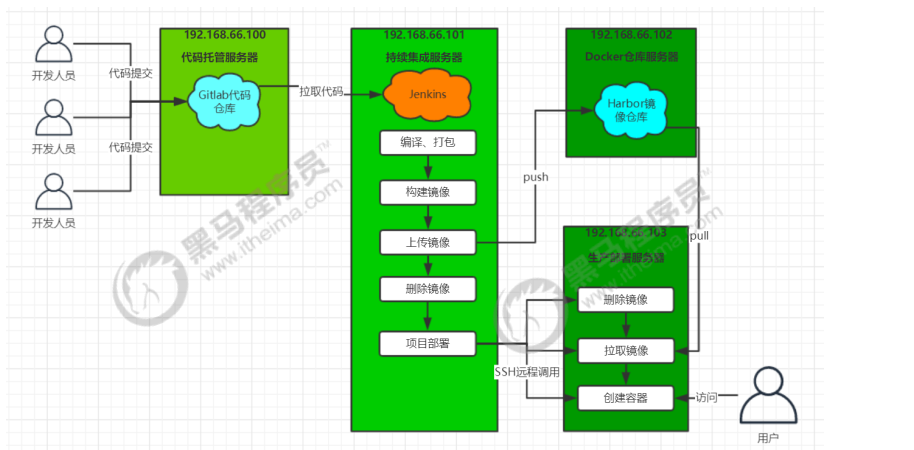 开发人员
开发人员
开发人员
代码提交
代码提交
192.168.66.100
代码托管服务器
Gitlab代码
仓库
拉取代码
192.168.66.101
持续集成服务器
Jenkins
编译、打包
构建镜像
上传镜像
删除镜像
项目部署
push
192.168.66.102
Docker仓库服务器
Harbor镜
像仓库
pull
192.168.66.103
生产部署服务器
删除镜像
拉取镜像
创建容器
SSH远程调用
访问
用户
黑马程序员™
www.itheima.com
黑马程序员™
www.itheima.com